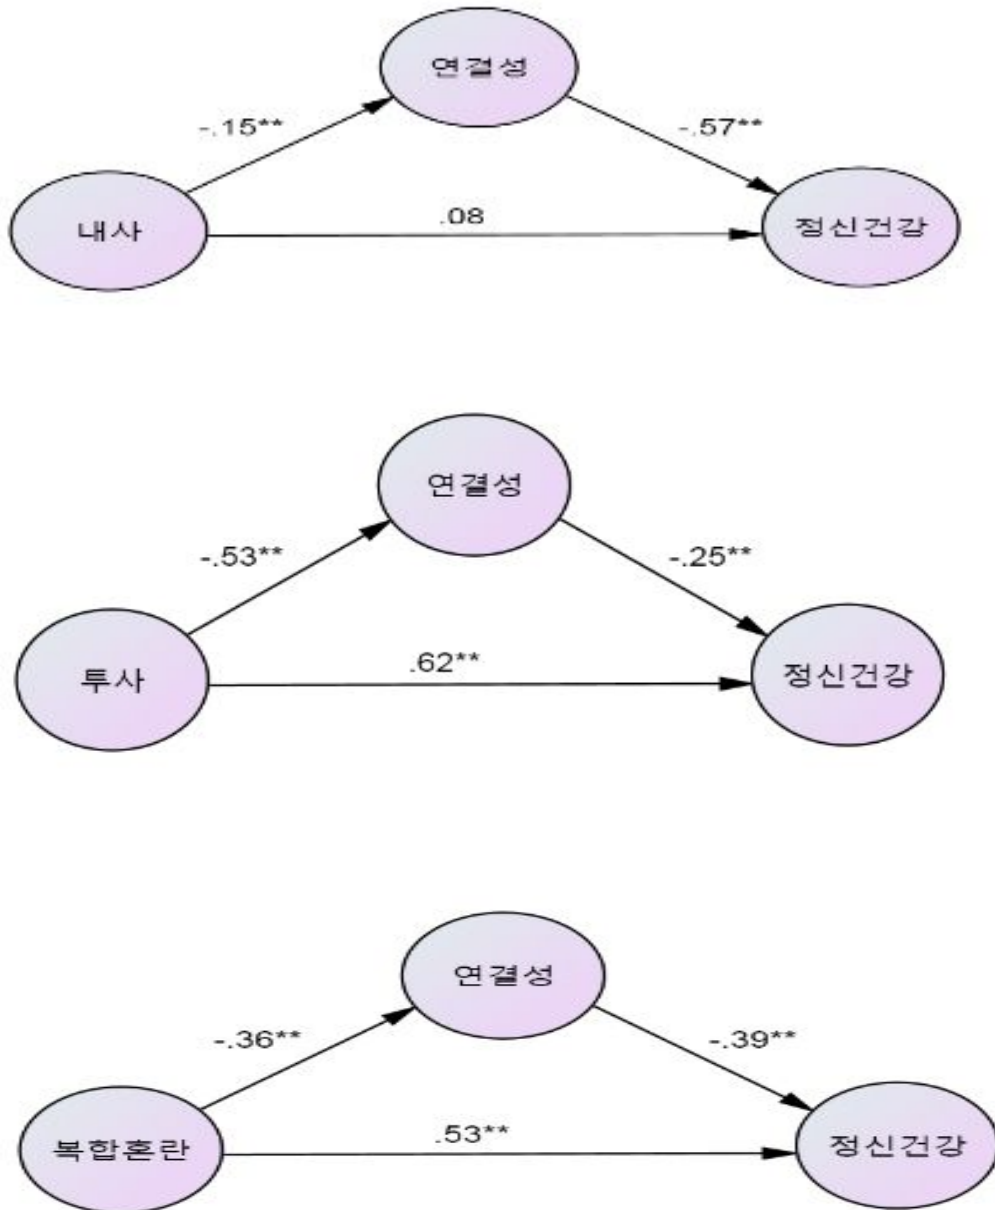 연결성
-.15**
-.57**
내사
.08
정신건강
연결성
-.53**
-.25**
투사
.62**
정신건강
연결성
-.36**
-.39**
복합혼란
.53**
정신건강